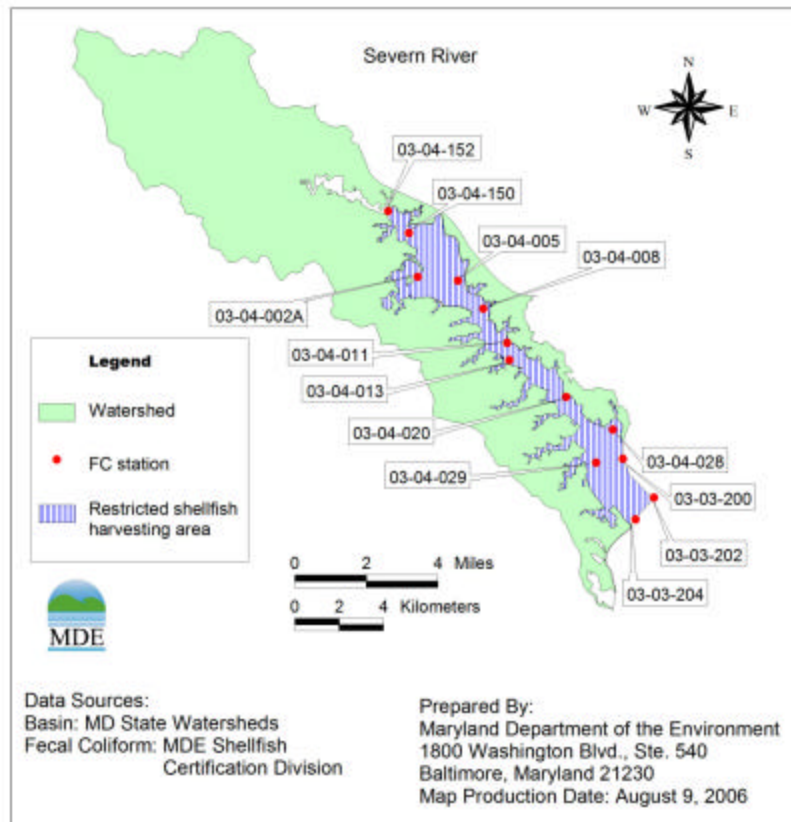 Severn River
N
W
E
S
03-04-152
03-04-150
03-04-005
03-04-008
03-04-002A
03-04-011
03-04-013
03-04-020
03-04-028
03-04-029
03-03-200
03-03-202
03-03-204
Legend
Watershed
FC station
Restricted shellfish
harvesting area
0 2 4 Miles
0 2 4 Kilometers
MDE
Data Sources:
Basin: MD State Watersheds
Fecal Coliform: MDE Shellfish
Certification Division
Prepared By:
Maryland Department of the Environment
1800 Washington Blvd., Ste. 540
Baltimore, Maryland 21230
Map Production Date: August 9, 2006